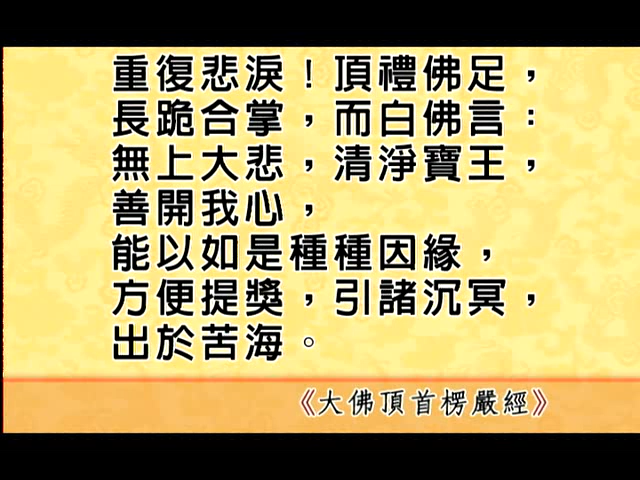 重復悲淚！頂禮佛足，
長跪合掌，而白佛言：
無上大悲，清淨寶王，
善開我心，
能以如是種種因緣，
方便提獎，引諸沉冥，
出於苦海。
《大佛頂首楞嚴經》